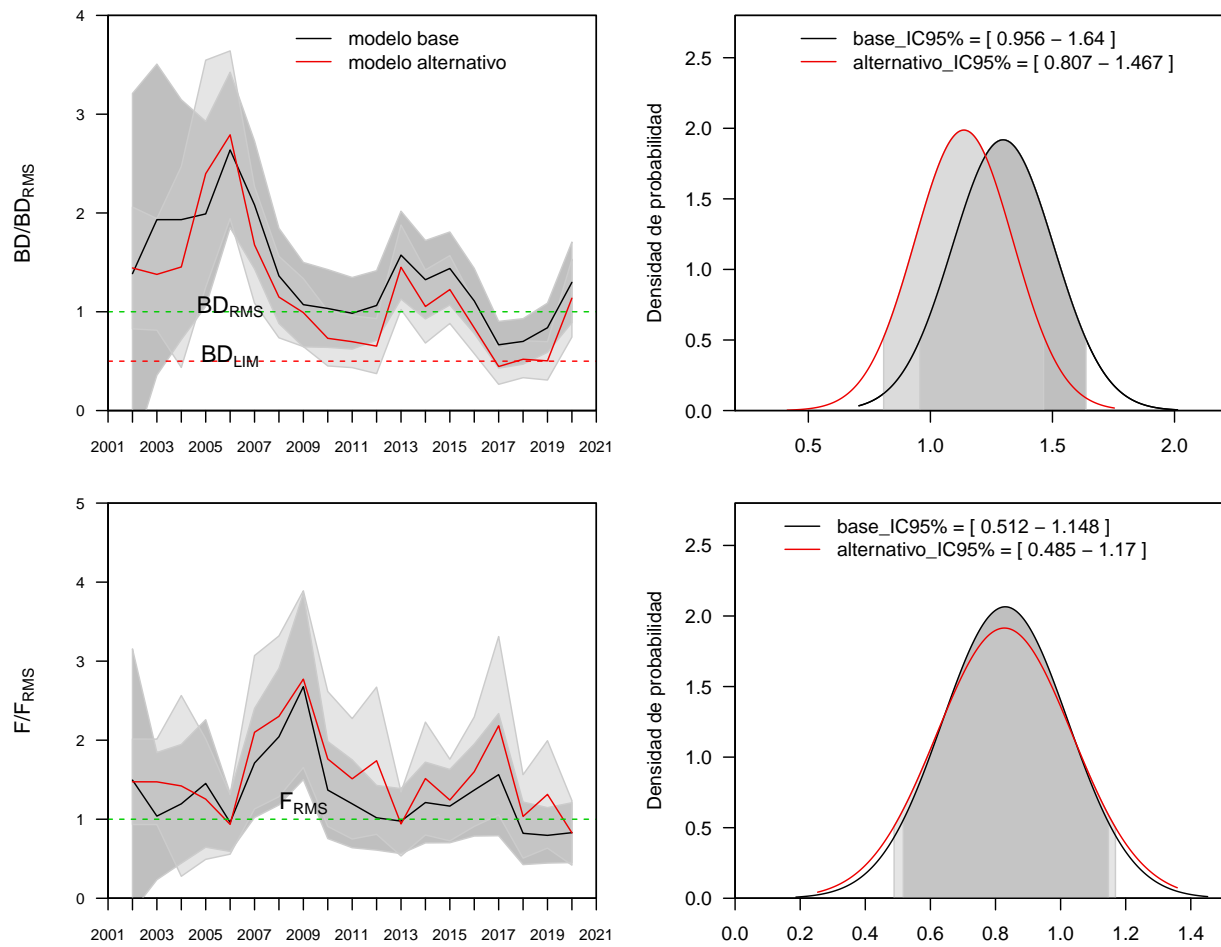 modelo base
modelo alternativo
BD/BD_RMS
4
3
2
1
0
BD_RMS
BD_LIM
2001 2003 2005 2007 2009 2011 2013 2015 2017 2019 2021
base_IC95% = [ 0.956 − 1.64 ]
alternativo_IC95% = [ 0.807 − 1.467 ]
Densidad de probabilidad
2.5
2.0
1.5
1.0
0.5
0.0
0.5 1.0 1.5 2.0
F/F_RMS
5
4
3
2
1
0
F_RMS
2001 2003 2005 2007 2009 2011 2013 2015 2017 2019 2021
base_IC95% = [ 0.512 − 1.148 ]
alternativo_IC95% = [ 0.485 − 1.17 ]
Densidad de probabilidad
2.5
2.0
1.5
1.0
0.5
0.0
0.0 0.2 0.4 0.6 0.8 1.0 1.2 1.4